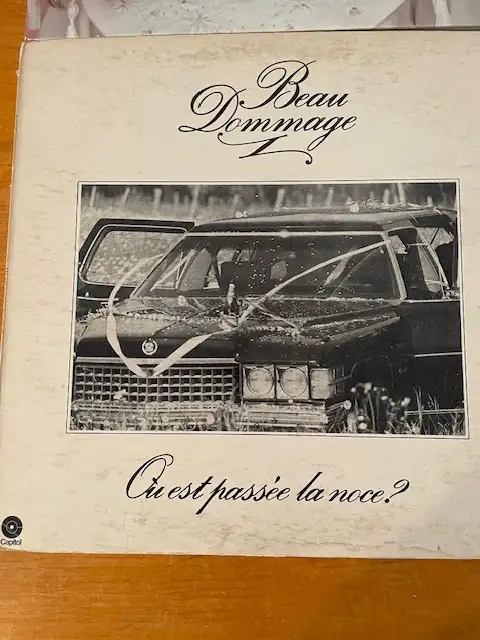 Beau
Dommage
Où est passée la noce?
Capitol